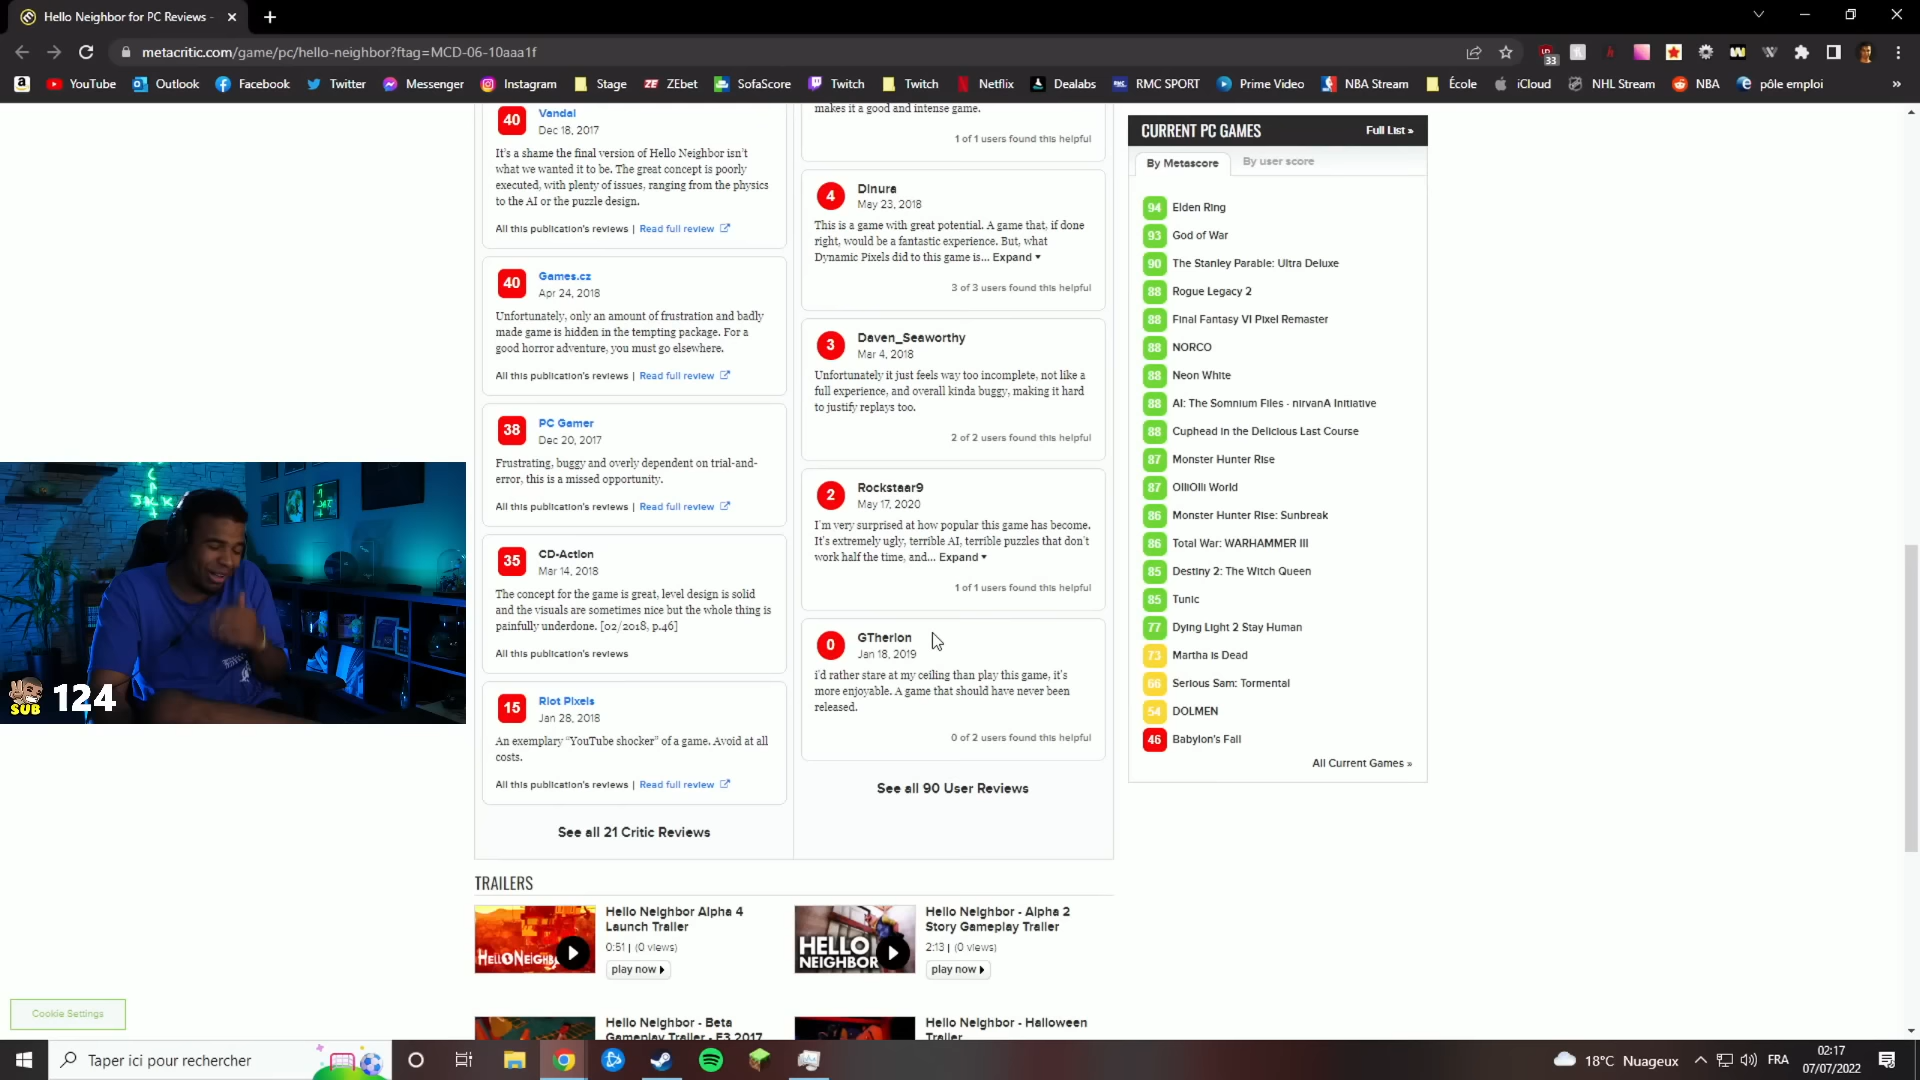 Hello Neighbor for PC Reviews -
metacritic.com/game/pc/hello-neighbor?ftag=MCD-06-10aaa1f
33
YouTube Outlook Facebook Twitter Messenger Instagram Stage ZEbet SofaScore Twitch Twitch Netflix Dealabs RMC SPORT Prime Video NBA Stream École iCloud NHL Stream NBA pôle emploi »
40
Vandal
Dec 18, 2017
It's a shame the final version of Hello Neighbor isn't
what we wanted it to be. The great concept is poorly
executed, with plenty of issues, ranging from the physics
to the AI or the puzzle design.
All this publication's reviews | Read full review
40
Games.cz
Apr 24, 2018
Unfortunately, only an amount of frustration and badly
made game is hidden in the tempting package. For a
good horror adventure, you must go elsewhere.
All this publication's reviews | Read full review
38
PC Gamer
Dec 20, 2017
Frustrating, buggy and overly dependent on trial-and-
error, this is a missed opportunity.
All this publication's reviews | Read full review
35
CD-Action
Mar 14, 2018
The concept for the game is great, level design is solid
and the visuals are sometimes nice but the whole thing is
painfully underdone. [02/2018, p.46]
All this publication's reviews
15
Riot Pixels
Jan 28, 2018
An exemplary “YouTube shocker” of a game. Avoid at all
costs.
All this publication's reviews | Read full review
See all 21 Critic Reviews
makes it a good and intense game.
1 of 1 users found this helpful
4
Dinura
May 23, 2018
This is a game with great potential. A game that, if done
right, would be a fantastic experience. But, what
Dynamic Pixels did to this game is... Expand
3 of 3 users found this helpful
3
Daven_Seaworthy
Mar 4, 2018
Unfortunately it just feels way too incomplete, not like a
full experience, and overall kinda buggy, making it hard
to justify replays too.
2 of 2 users found this helpful
2
Rockstaar9
May 17, 2020
I'm very surprised at how popular this game has become.
It's extremely ugly, terrible AI, terrible puzzles that don't
work half the time, and... Expand
1 of 1 users found this helpful
0
GTherion
Jan 18, 2019
i'd rather stare at my ceiling than play this game, it's
more enjoyable. A game that should have never been
released.
0 of 2 users found this helpful
See all 90 User Reviews
CURRENT PC GAMES
Full List »
By Metascore
By user score
94 Elden Ring
93 God of War
90 The Stanley Parable: Ultra Deluxe
88 Rogue Legacy 2
88 Final Fantasy VI Pixel Remaster
88 NORCO
88 Neon White
88 AI: The Somnium Files - nirvanA Initiative
88 Cuphead in the Delicious Last Course
87 Monster Hunter Rise
87 OlliOlli World
86 Monster Hunter Rise: Sunbreak
86 Total War: WARHAMMER III
85 Destiny 2: The Witch Queen
85 Tunic
77 Dying Light 2 Stay Human
73 Martha is Dead
66 Serious Sam: Tormental
54 DOLMEN
46 Babylon's Fall
All Current Games »
SUB 124
TRAILERS
HELLO NEIGHB
Hello Neighbor Alpha 4
Launch Trailer
0:51 | (0 views)
play now
HELLO
NEIGHBOR
Hello Neighbor - Alpha 2
Story Gameplay Trailer
2:13 | (0 views)
play now
Hello Neighbor - Beta
Gameplay Trailer - E3 2017
Hello Neighbor - Halloween
Trailer
Cookie Settings
Taper ici pour rechercher
18°C Nuageux
FRA
02:17
07/07/2022